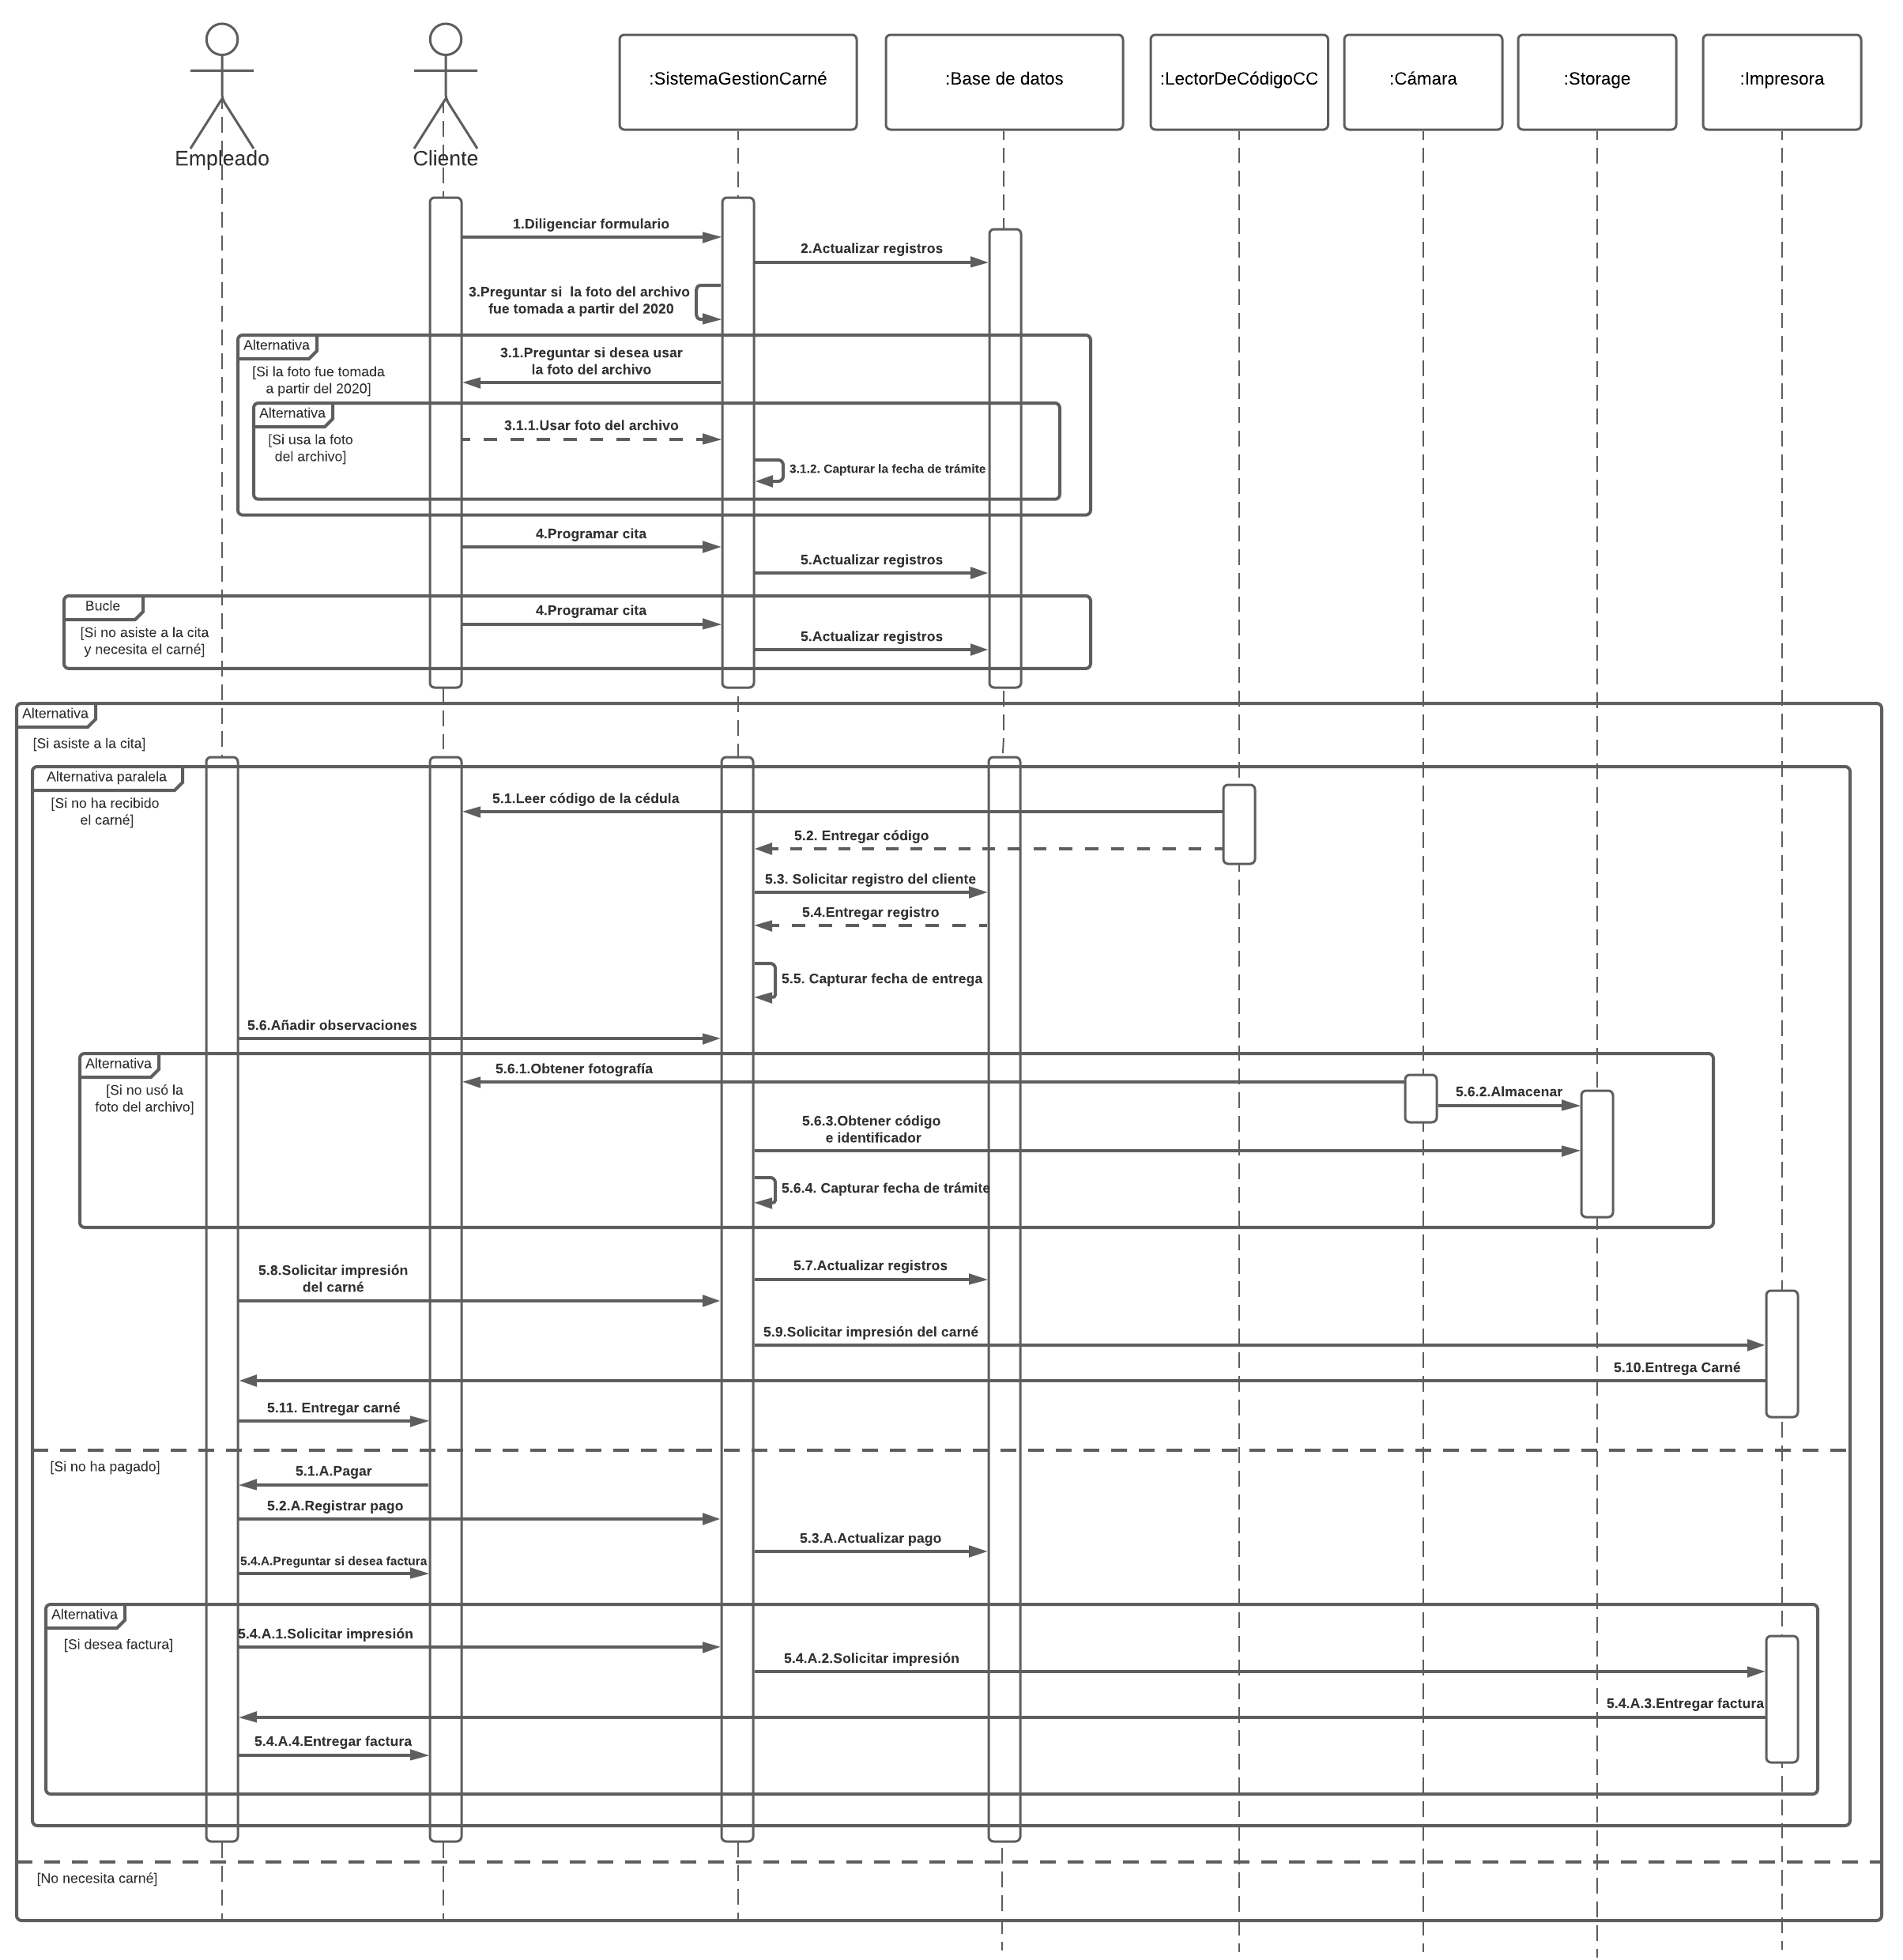 Empleado
Cliente
:SistemaGestionCarné
:Base de datos
:LectorDeCódigoCC
:Cámara
:Storage
:Impresora
1.Diligenciar formulario
2.Actualizar registros
3.Preguntar si  la foto del archivo
fue tomada a partir del 2020
Alternativa
[Si la foto fue tomada
a partir del 2020]
3.1.Preguntar si desea usar
la foto del archivo
Alternativa
[Si usa la foto
del archivo]
3.1.1.Usar foto del archivo
3.1.2. Capturar la fecha de trámite
4.Programar cita
5.Actualizar registros
Bucle
[Si no asiste a la cita
y necesita el carné]
4.Programar cita
5.Actualizar registros
Alternativa
[Si asiste a la cita]
Alternativa paralela
[Si no ha recibido
el carné]
5.1.Leer código de la cédula
5.2. Entregar código
5.3. Solicitar registro del cliente
5.4.Entregar registro
5.5. Capturar fecha de entrega
5.6.Añadir observaciones
Alternativa
[Si no usó la
foto del archivo]
5.6.1.Obtener fotografía
5.6.2.Almacenar
5.6.3.Obtener código
e identificador
5.6.4. Capturar fecha de trámite
5.7.Actualizar registros
5.8.Solicitar impresión
del carné
5.9.Solicitar impresión del carné
5.10.Entrega Carné
5.11. Entregar carné
[Si no ha pagado]
5.1.A.Pagar
5.2.A.Registrar pago
5.3.A.Actualizar pago
5.4.A.Preguntar si desea factura
Alternativa
[Si desea factura]
5.4.A.1.Solicitar impresión
5.4.A.2.Solicitar impresión
5.4.A.3.Entregar factura
5.4.A.4.Entregar factura
[No necesita carné]